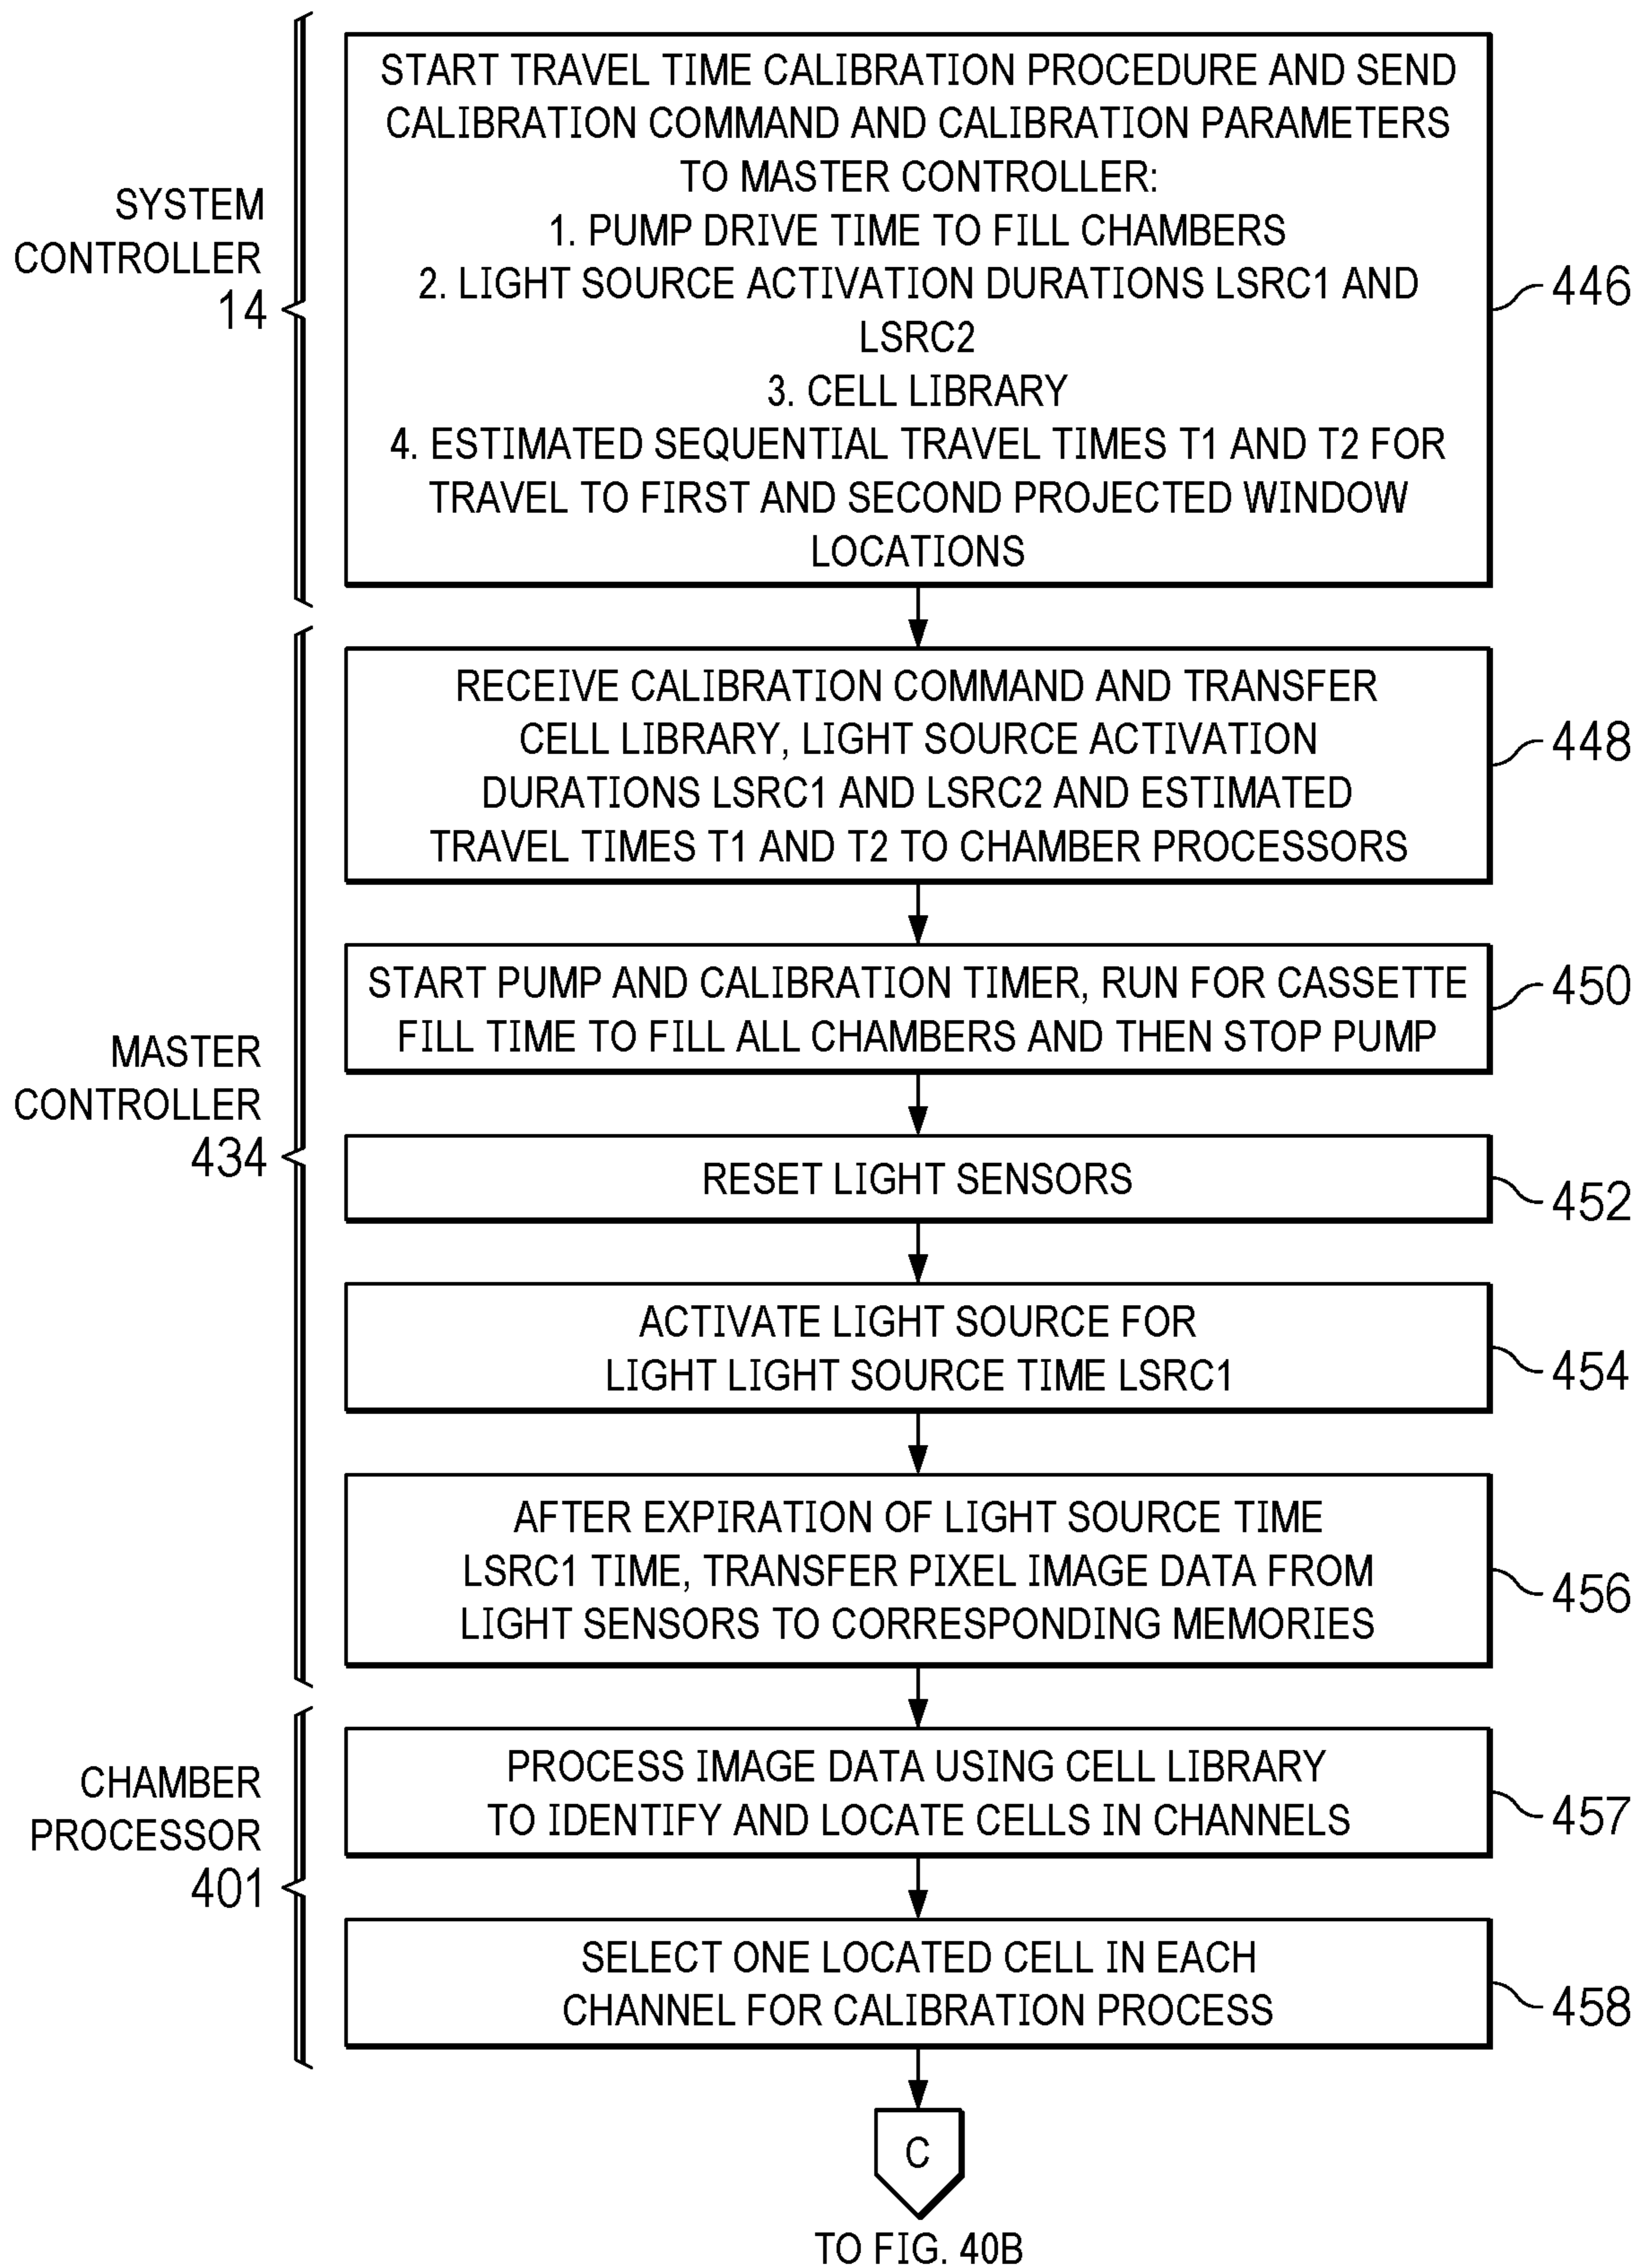 START TRAVEL TIME CALIBRATION PROCEDURE AND SEND
CALIBRATION COMMAND AND CALIBRATION PARAMETERS
TO MASTER CONTROLLER:
1. PUMP DRIVE TIME TO FILL CHAMBERS
2. LIGHT SOURCE ACTIVATION DURATIONS LSRC1 AND
LSRC2
3. CELL LIBRARY
4. ESTIMATED SEQUENTIAL TRAVEL TIMES T1 AND T2 FOR
TRAVEL TO FIRST AND SECOND PROJECTED WINDOW
LOCATIONS
SYSTEM
CONTROLLER
14
446
RECEIVE CALIBRATION COMMAND AND TRANSFER
CELL LIBRARY, LIGHT SOURCE ACTIVATION
DURATIONS LSRC1 AND LSRC2 AND ESTIMATED
TRAVEL TIMES T1 AND T2 TO CHAMBER PROCESSORS
448
START PUMP AND CALIBRATION TIMER, RUN FOR CASSETTE
FILL TIME TO FILL ALL CHAMBERS AND THEN STOP PUMP
450
MASTER
CONTROLLER
434
RESET LIGHT SENSORS
452
ACTIVATE LIGHT SOURCE FOR
LIGHT LIGHT SOURCE TIME LSRC1
454
AFTER EXPIRATION OF LIGHT SOURCE TIME
LSRC1 TIME, TRANSFER PIXEL IMAGE DATA FROM
LIGHT SENSORS TO CORRESPONDING MEMORIES
456
PROCESS IMAGE DATA USING CELL LIBRARY
TO IDENTIFY AND LOCATE CELLS IN CHANNELS
457
CHAMBER
PROCESSOR
401
SELECT ONE LOCATED CELL IN EACH
CHANNEL FOR CALIBRATION PROCESS
458
C
TO FIG. 40B